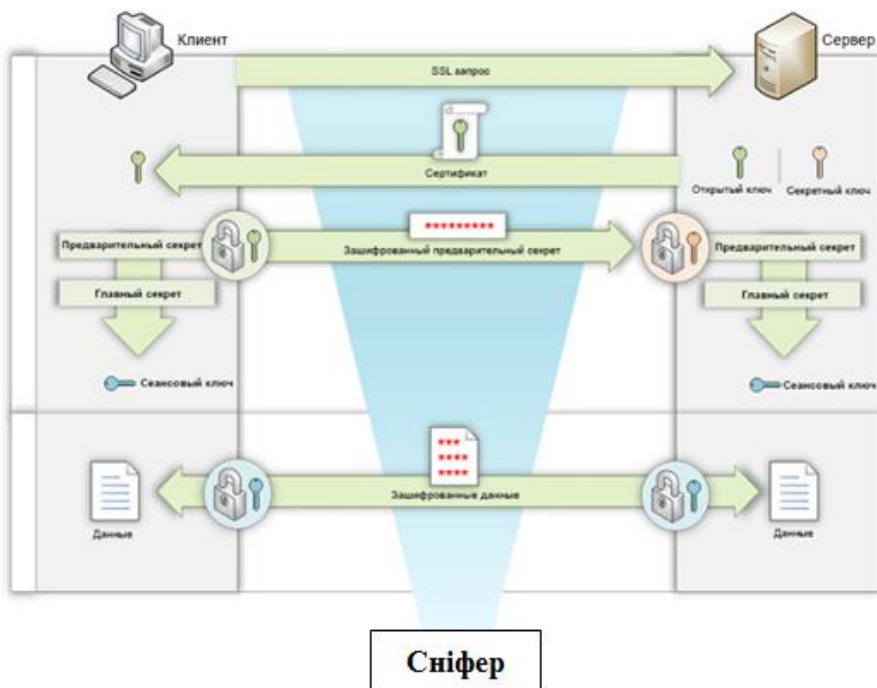 Клиент
Сервер
SSL запрос
Сертификат
Открытый ключ
Секретный ключ
*********
Предварительный секрет
Зашифрованный предварительный секрет
Предварительный секрет
Главный секрет
Главный секрет
Сеансовый ключ
Сеансовый ключ
***
****
****
Зашифрованные данные
Данные
Данные
Сніфер